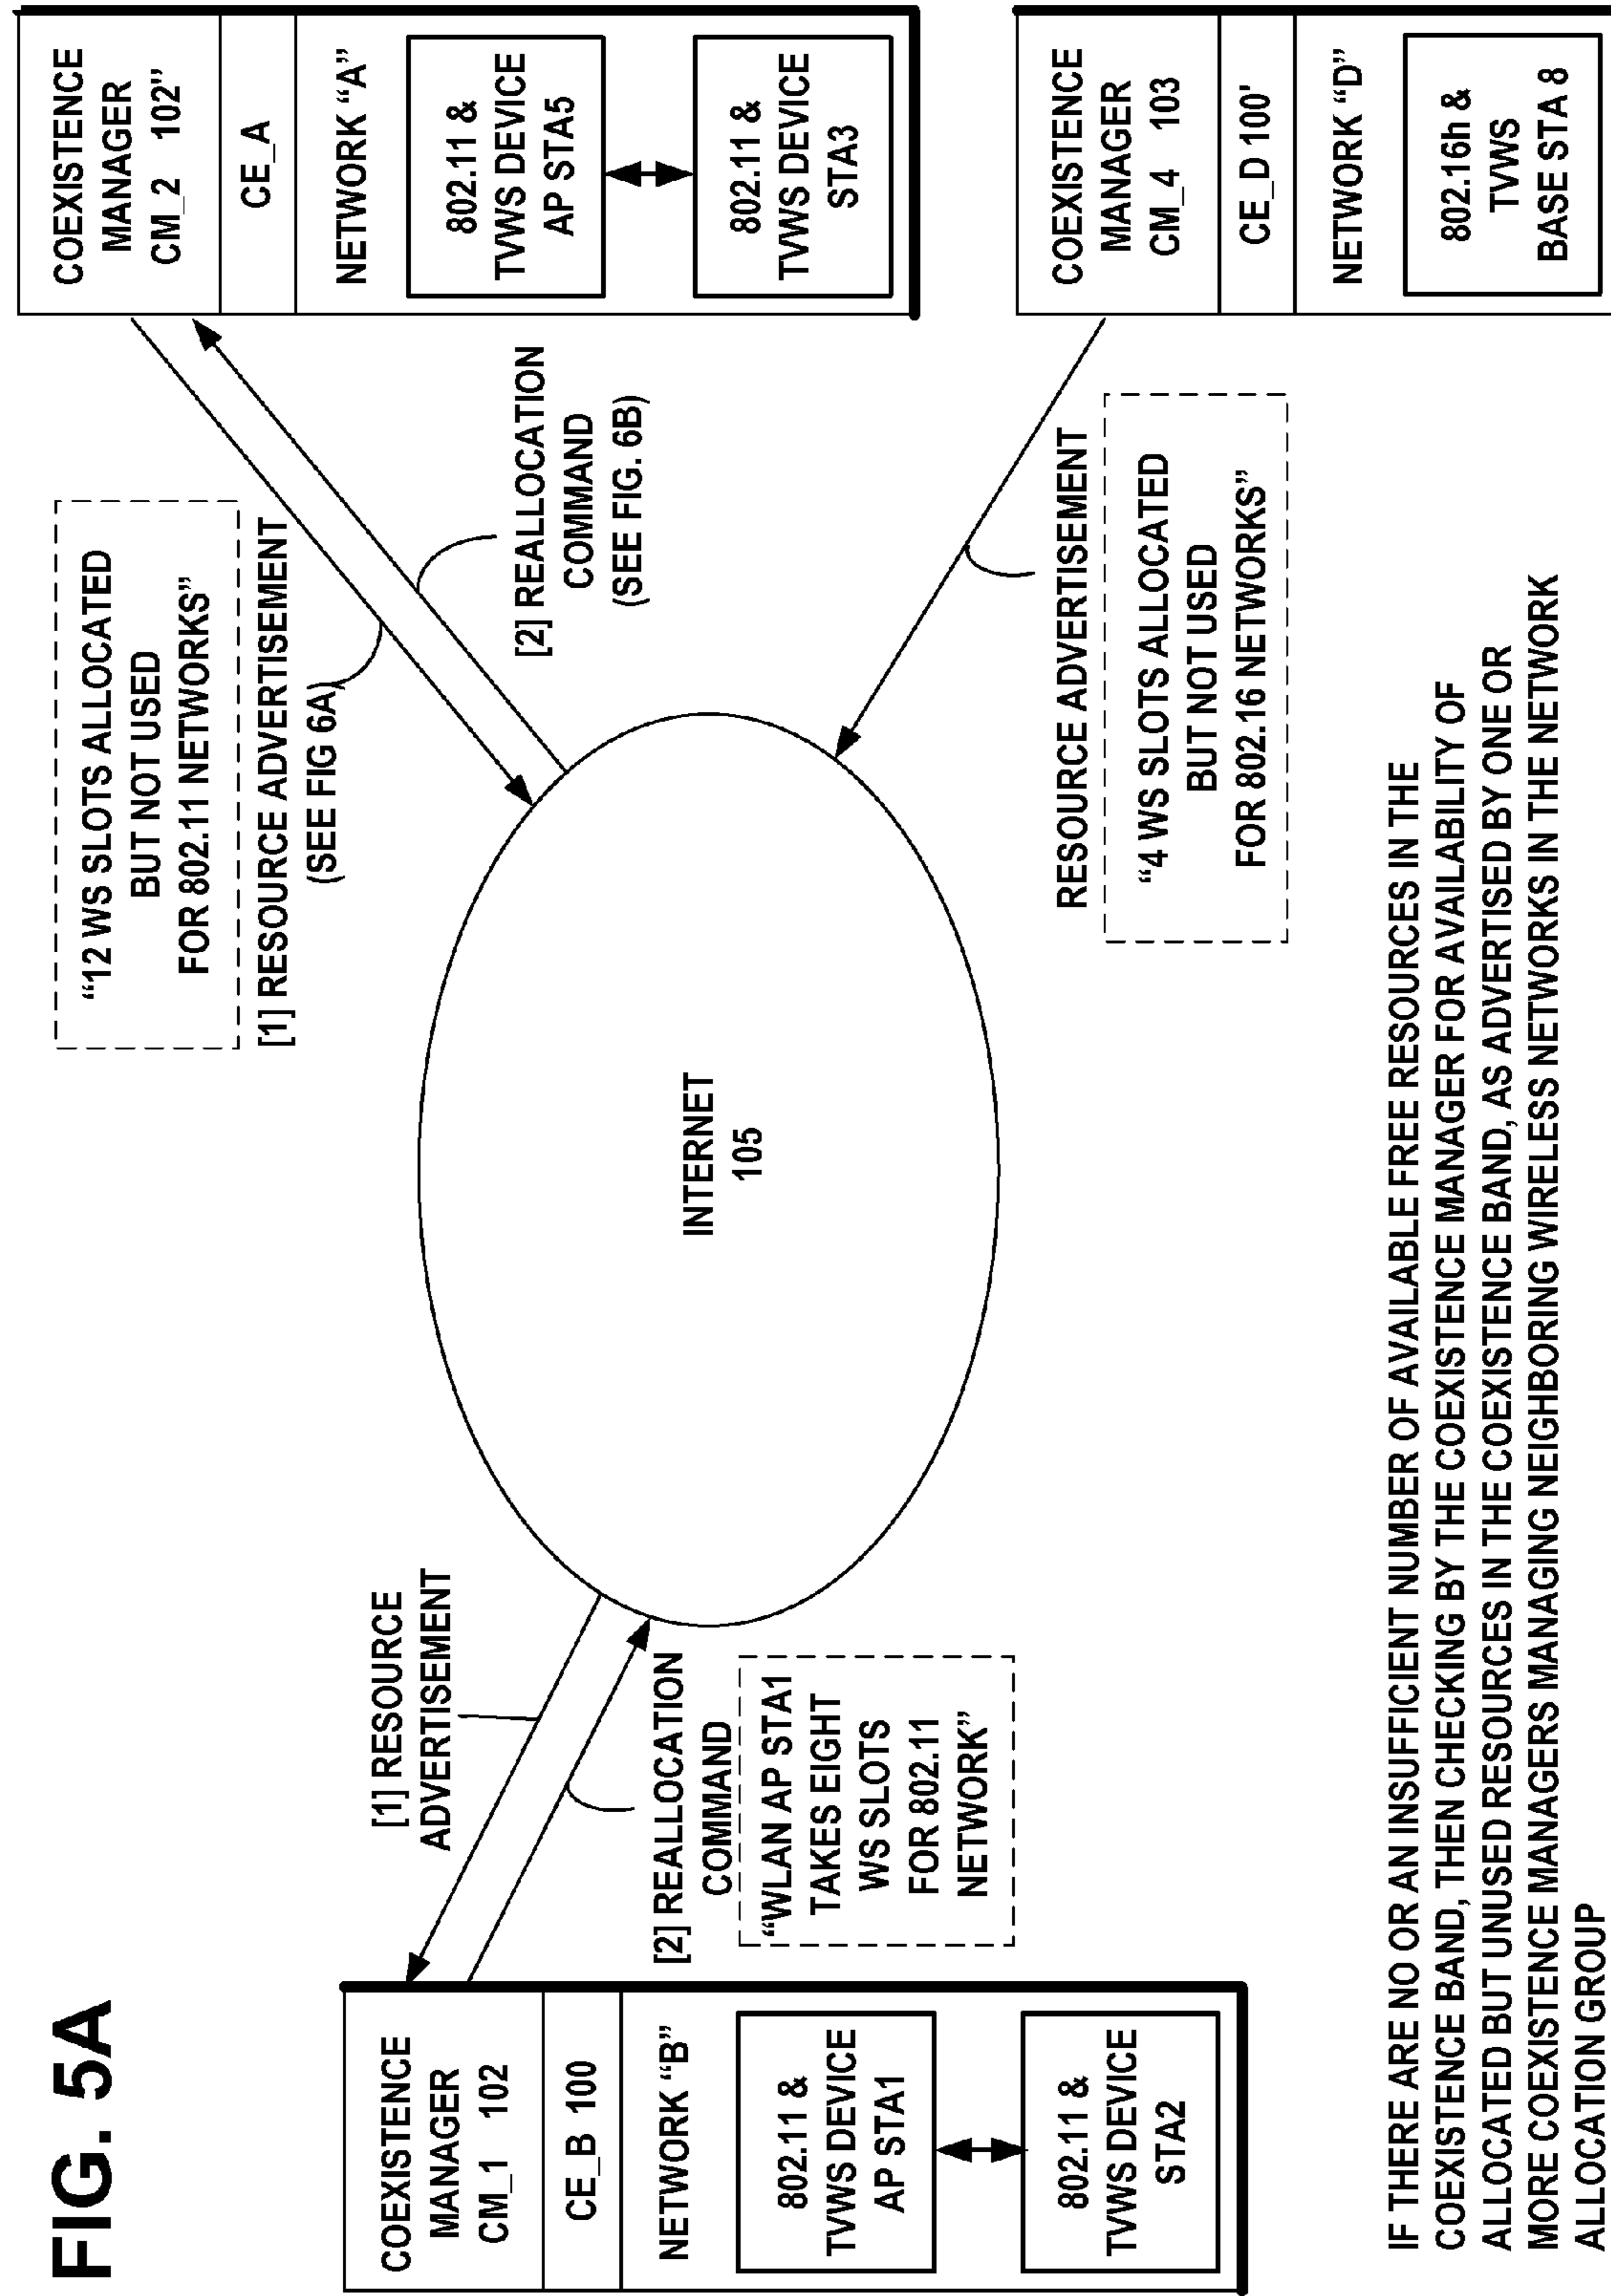 FIG. 5A
COEXISTENCE
MANAGER
CM_1 102
CE_B 100
NETWORK “B”
802.11 &
TVWS DEVICE
AP STA1
802.11 &
TVWS DEVICE
STA2
[1] RESOURCE
ADVERTISEMENT
[2] REALLOCATION
COMMAND
“WLAN AP STA1
TAKES EIGHT
WS SLOTS
FOR 802.11
NETWORK”
INTERNET
105
“12 WS SLOTS ALLOCATED
BUT NOT USED
FOR 802.11 NETWORKS”
[1] RESOURCE ADVERTISEMENT
(SEE FIG 6A)
[2] REALLOCATION
COMMAND
(SEE FIG. 6B)
RESOURCE ADVERTISEMENT
“4 WS SLOTS ALLOCATED
BUT NOT USED
FOR 802.16 NETWORKS”
COEXISTENCE
MANAGER
CM_2 102”
CE_A
NETWORK “A”
802.11 &
TVWS DEVICE
AP STA5
802.11 &
TVWS DEVICE
STA3
COEXISTENCE
MANAGER
CM_4 103
CE_D 100'
NETWORK “D”
802.16h &
TVWS
BASE STA 8
IF THERE ARE NO OR AN INSUFFICIENT NUMBER OF AVAILABLE FREE RESOURCES IN THE
COEXISTENCE BAND, THEN CHECKING BY THE COEXISTENCE MANAGER FOR AVAILABILITY OF
ALLOCATED BUT UNUSED RESOURCES IN THE COEXISTENCE BAND, AS ADVERTISED BY ONE OR
MORE COEXISTENCE MANAGERS MANAGING NEIGHBORING WIRELESS NETWORKS IN THE NETWORK
ALLOCATION GROUP